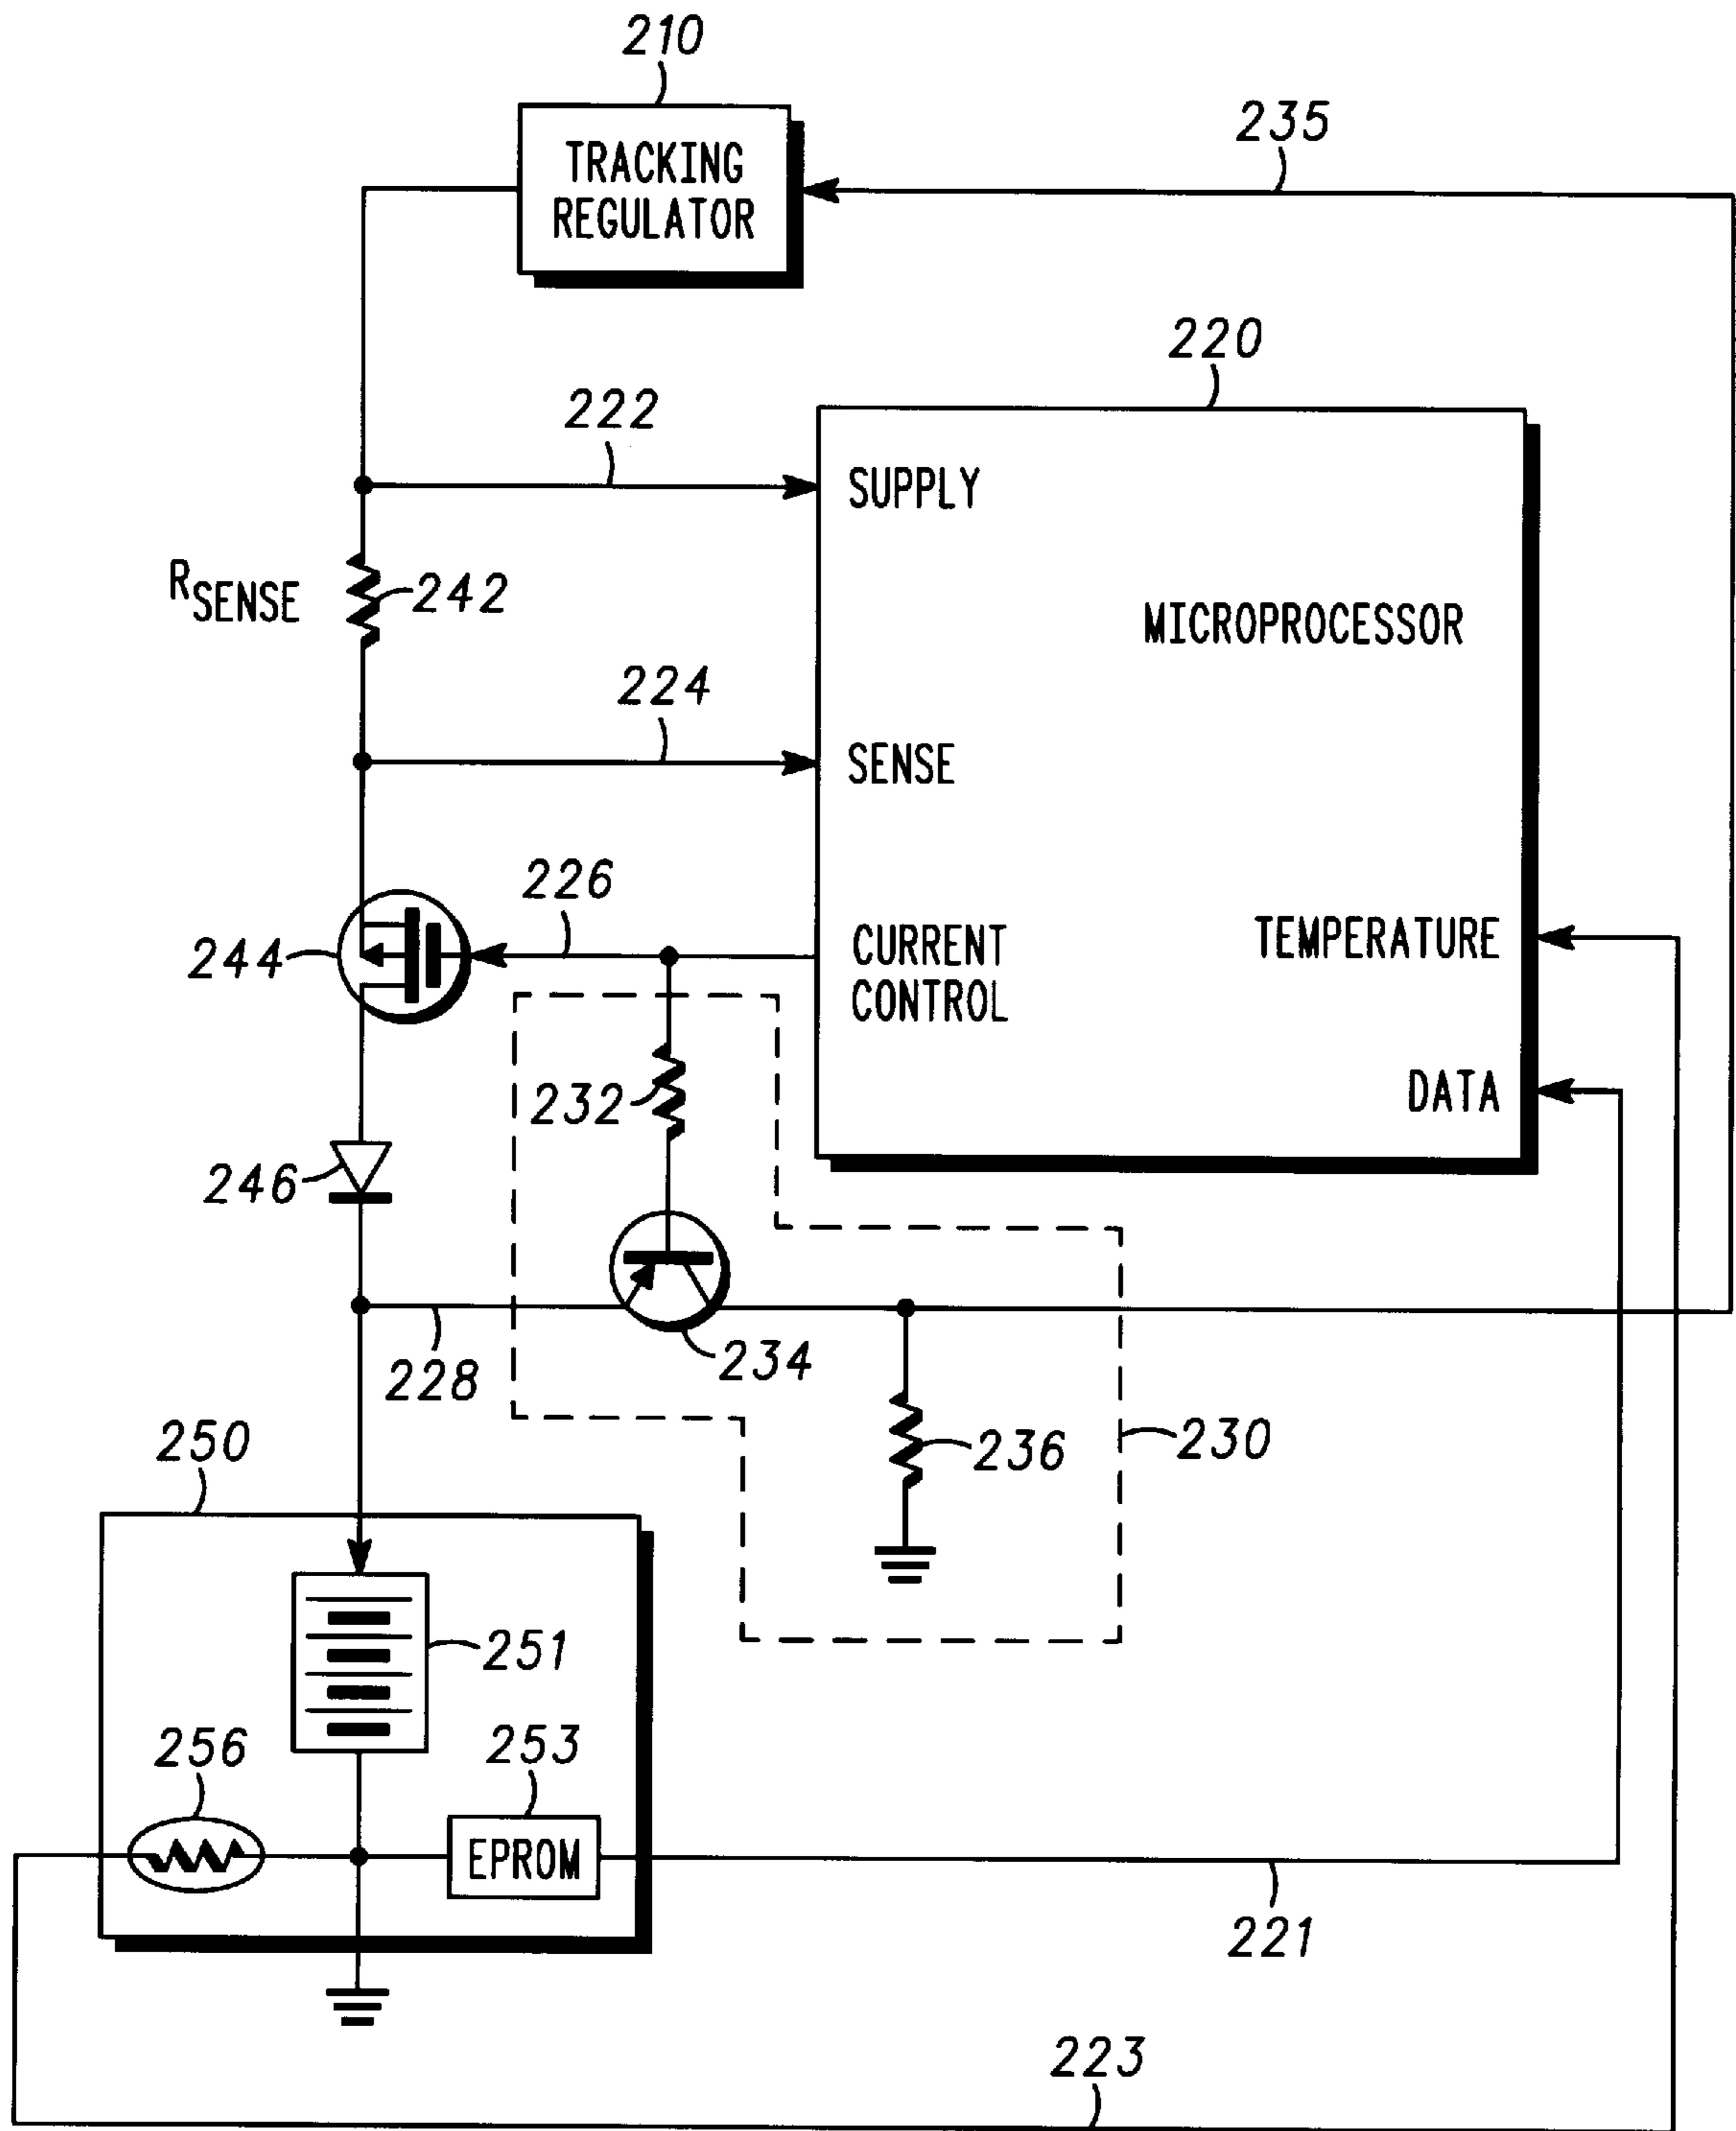 210
TRACKING
REGULATOR
235
220
222
SUPPLY
R_SENSE
242
MICROPROCESSOR
224
SENSE
226
244
CURRENT
CONTROL
TEMPERATURE
232
DATA
246
234
228
250
236
230
251
256
253
EPROM
221
223